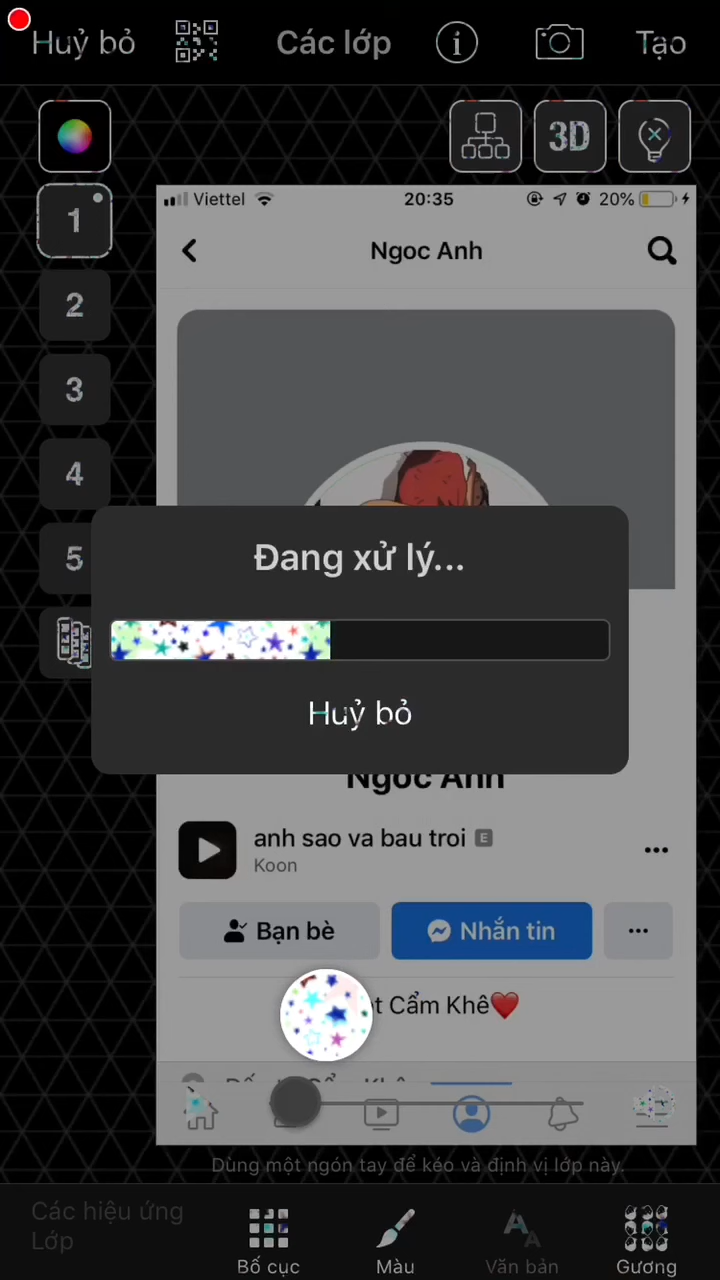 Huỷ bỏ
Các lớp
Tạo
3D
1
Viettel
20:35
20%
Ngoc Anh
2
3
4
5
Đang xử lý...
Huỷ bỏ
Ngoc Anh
anh sao va bau troi E
Koon
Bạn bè
Nhắn tin
Cẩm Khê❤️
Dùng một ngón tay để kéo và định vị lớp này.
Các hiệu ứng
Lớp
Bố cục
Màu
Văn bản
Gương